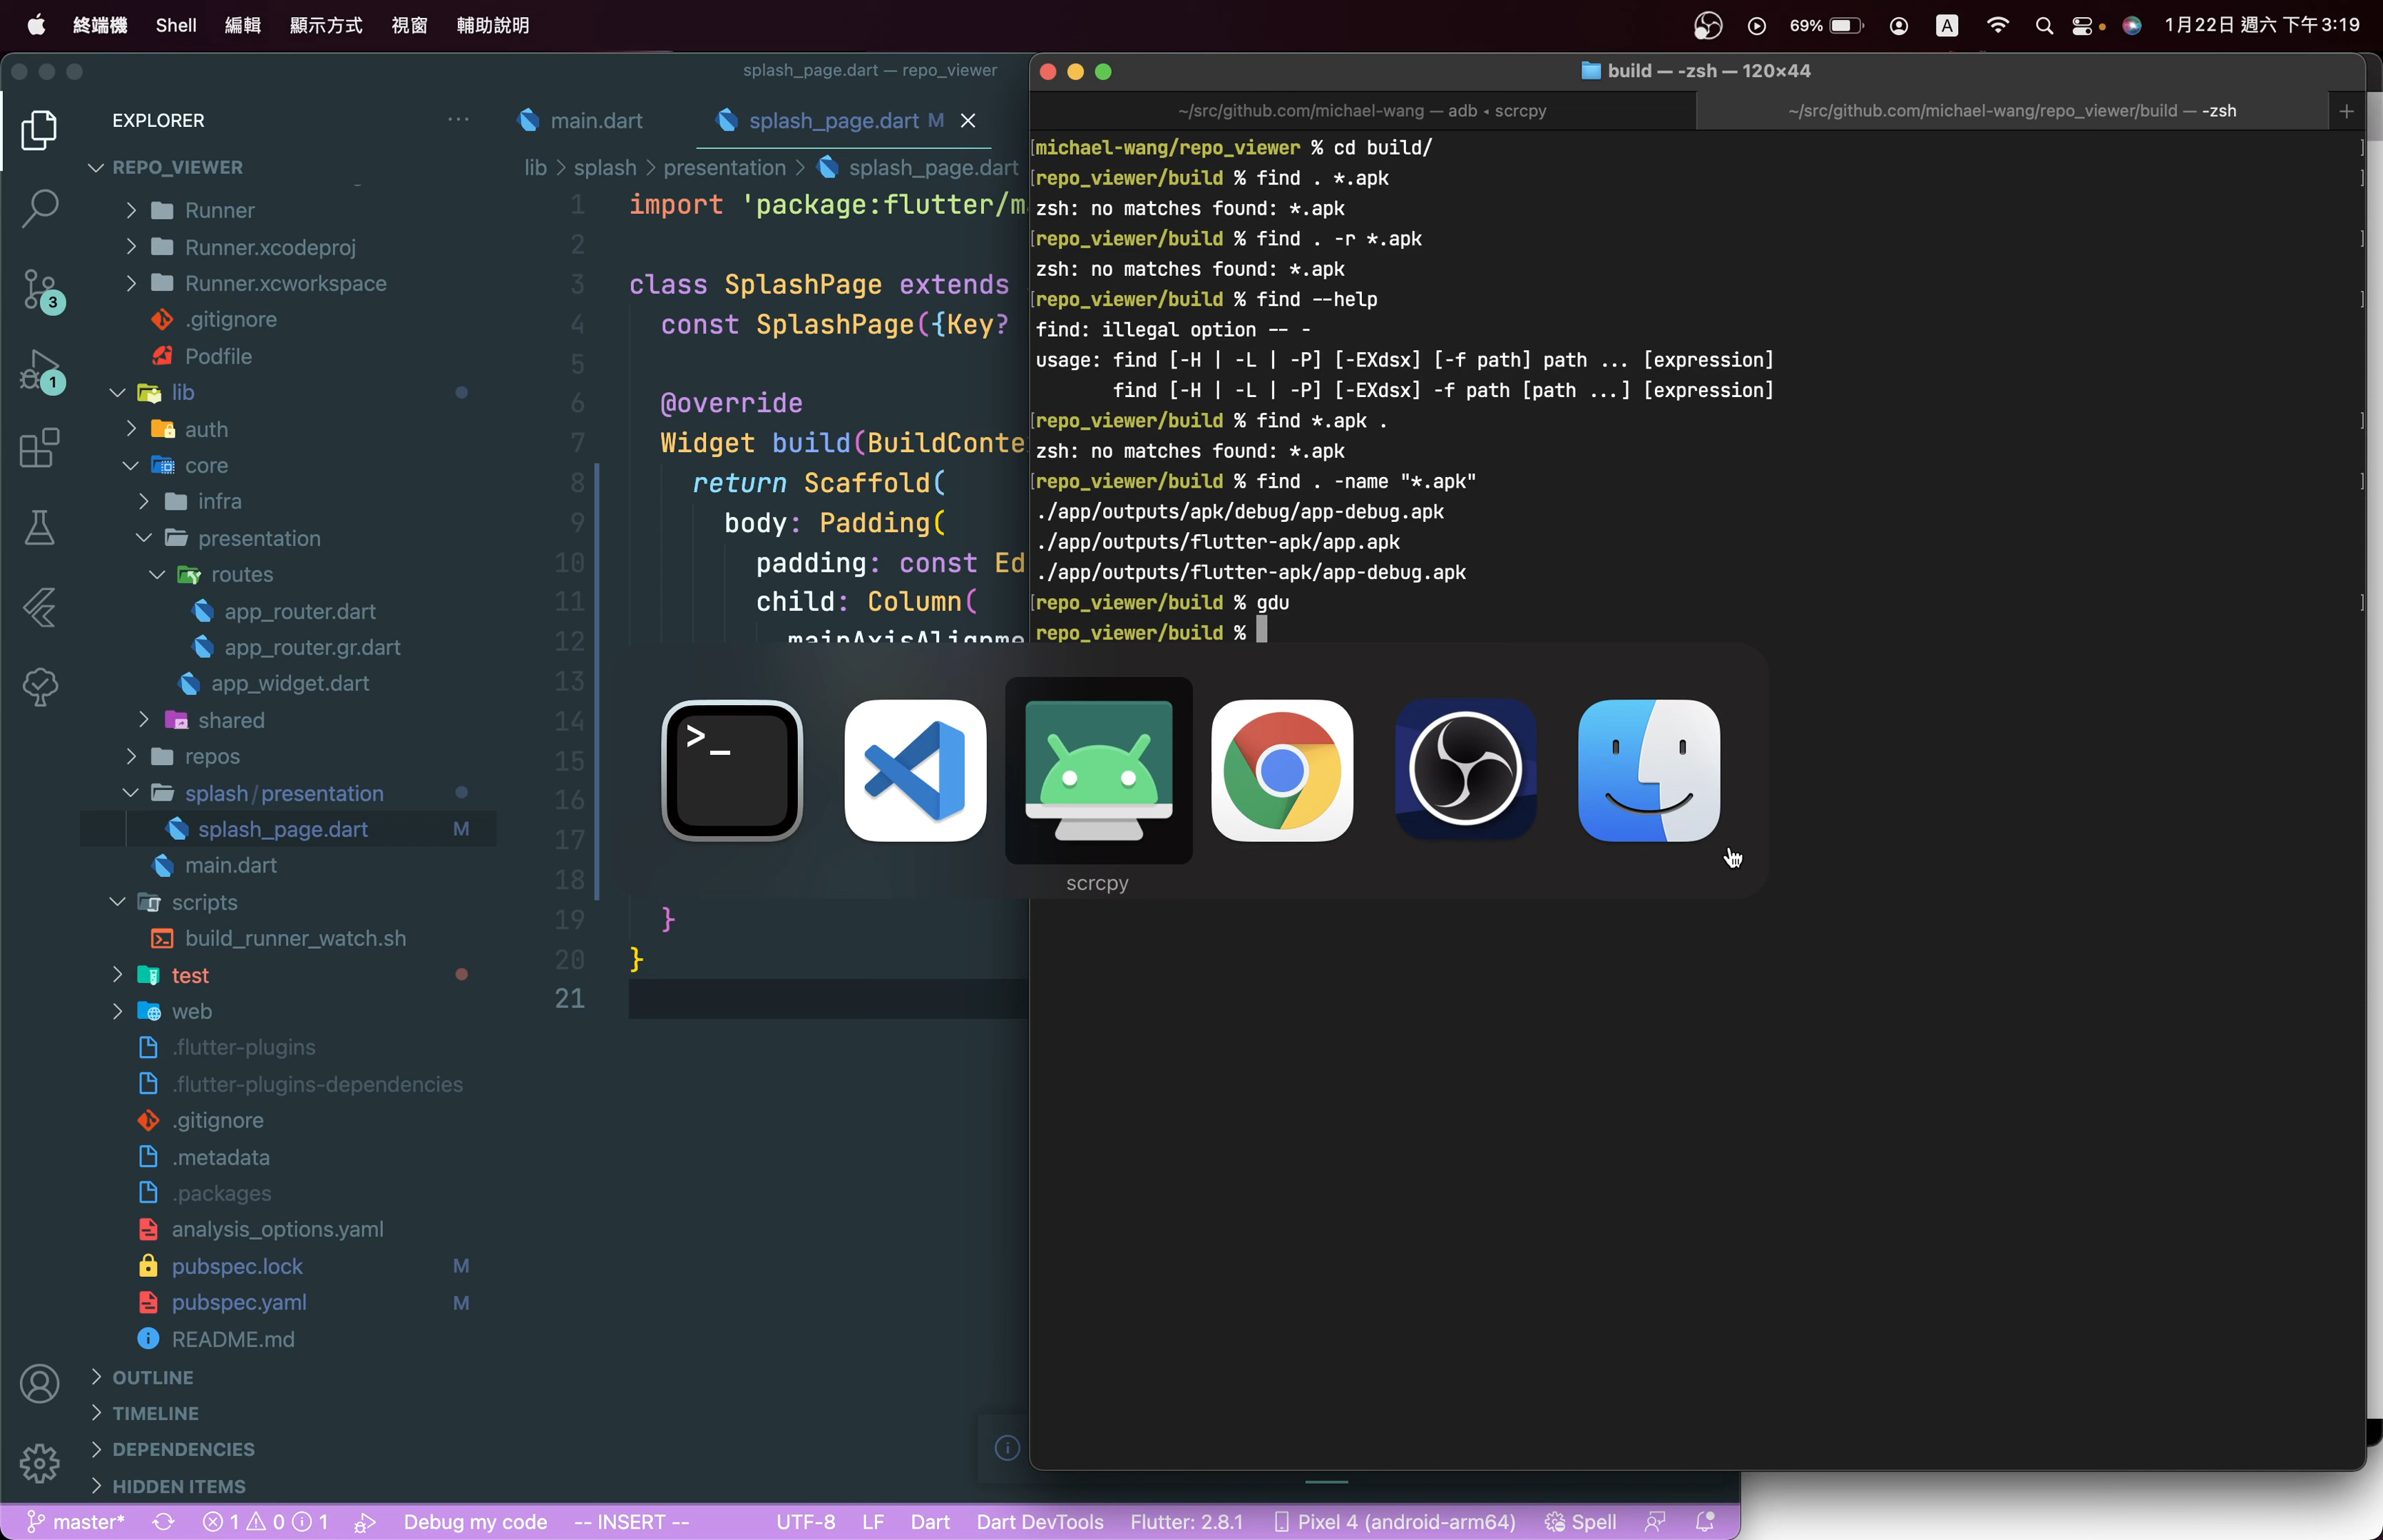 終端機 Shell 編輯 顯示方式 視窗 輔助說明
69% A 1月22日 週六 下午3:19
splash_page.dart — repo_viewer
EXPLORER
main.dart
splash_page.dart M
REPO_VIEWER
lib > splash > presentation > splash_page.dart
Runner
Runner.xcodeproj
Runner.xcworkspace
.gitignore
Podfile
lib
auth
core
infra
presentation
routes
app_router.dart
app_router.gr.dart
app_widget.dart
shared
repos
splash/presentation
splash_page.dart M
main.dart
scripts
build_runner_watch.sh
test
web
.flutter-plugins
.flutter-plugins-dependencies
.gitignore
.metadata
.packages
analysis_options.yaml
pubspec.lock M
pubspec.yaml M
README.md
OUTLINE
TIMELINE
DEPENDENCIES
HIDDEN ITEMS
3
1
1 import 'package:flutter/m
2
3 class SplashPage extends
4 const SplashPage({Key?
5
6 @override
7 Widget build(BuildConte
8 return Scaffold(
9 body: Padding(
10 padding: const Ed
11 child: Column(
12 mainAxisAlignme
13
14
15
16
17
18
19 }
20 }
21
build — -zsh — 120×44
~/src/github.com/michael-wang — adb ◂ scrcpy
~/src/github.com/michael-wang/repo_viewer/build — -zsh
[michael-wang/repo_viewer % cd build/ ]
[repo_viewer/build % find . *.apk ]
zsh: no matches found: *.apk
[repo_viewer/build % find . -r *.apk ]
zsh: no matches found: *.apk
[repo_viewer/build % find --help ]
find: illegal option -- -
usage: find [-H | -L | -P] [-EXdsx] [-f path] path ... [expression]
find [-H | -L | -P] [-EXdsx] -f path [path ...] [expression]
[repo_viewer/build % find *.apk . ]
zsh: no matches found: *.apk
[repo_viewer/build % find . -name "*.apk" ]
./app/outputs/apk/debug/app-debug.apk
./app/outputs/flutter-apk/app.apk
./app/outputs/flutter-apk/app-debug.apk
[repo_viewer/build % gdu ]
repo_viewer/build %
>_
scrcpy
master* 1 0 1 Debug my code -- INSERT -- UTF-8 LF Dart Dart DevTools Flutter: 2.8.1 Pixel 4 (android-arm64) Spell